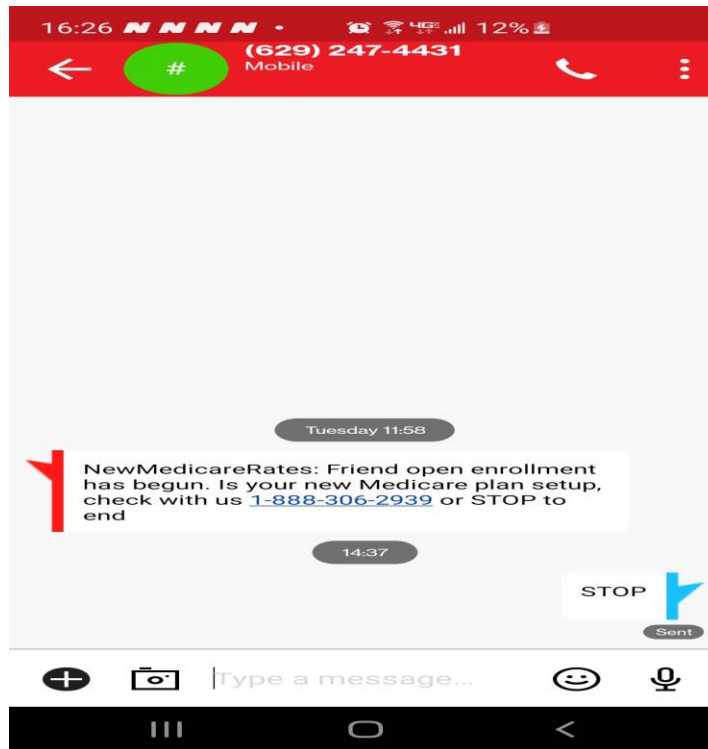 16:26 N N N N • 4GE 12%
(629) 247-4431
# Mobile
Tuesday 11:58
NewMedicareRates: Friend open enrollment
has begun. Is your new Medicare plan setup,
check with us 1-888-306-2939 or STOP to
end
14:37
STOP
Sent
Type a message...